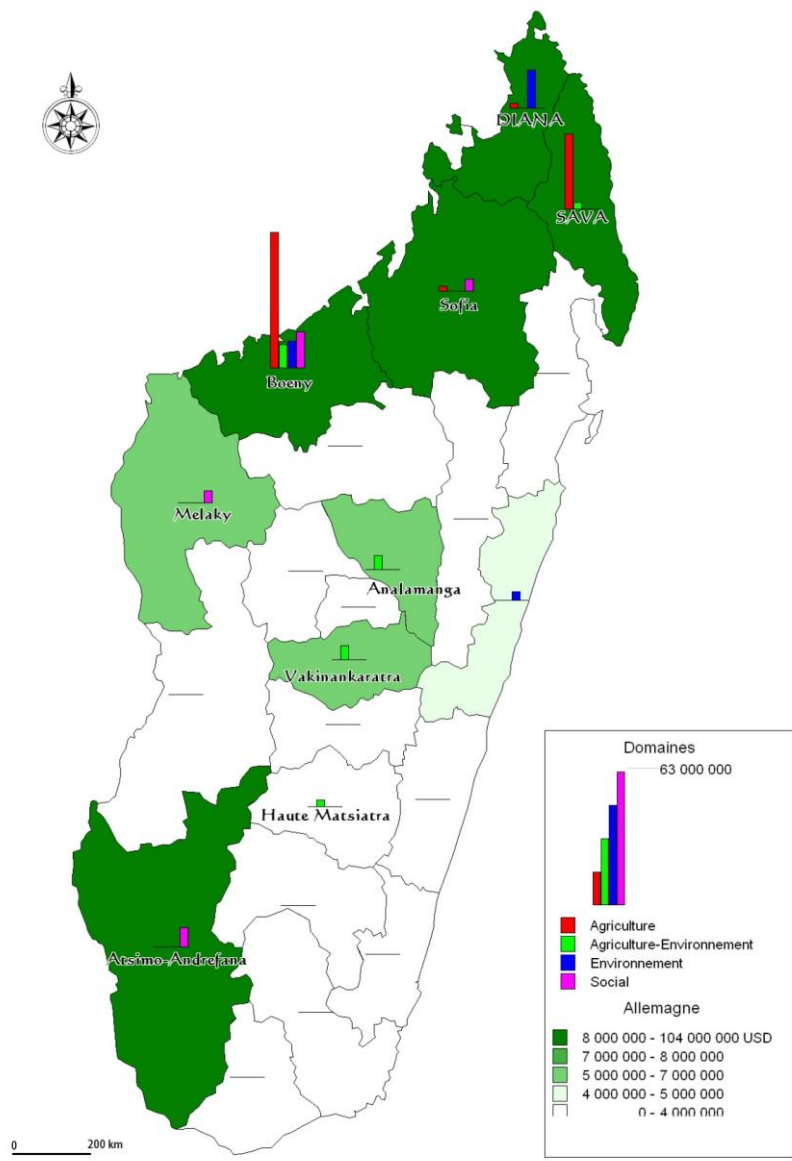 DIANA
SAVA
Sofia
Boeny
Melaky
Analamanga
Vakinankaratra
Haute Matsiatra
Atsimo-Andrefana
Domaines
63 000 000
Agriculture
Agriculture-Environnement
Environnement
Social
Allemagne
8 000 000 - 104 000 000 USD
7 000 000 - 8 000 000
5 000 000 - 7 000 000
4 000 000 - 5 000 000
0 - 4 000 000
0 200 km